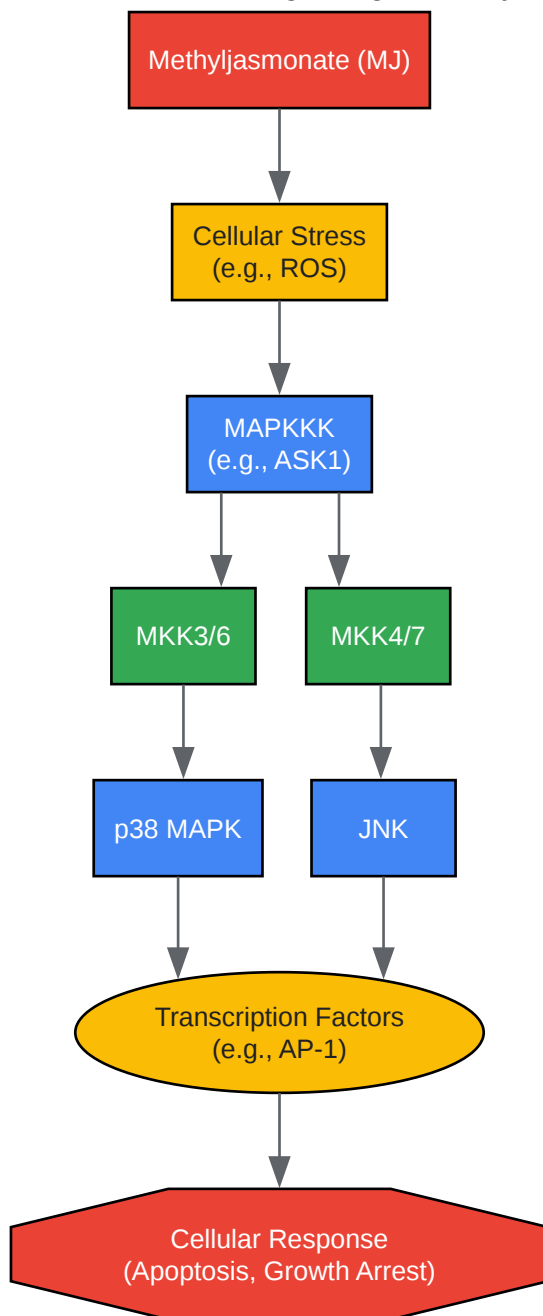 Methyljasmonate (MJ)
Cellular Stress
(e.g., ROS)
MAPKKK
(e.g., ASK1)
MKK3/6
MKK4/7
p38 MAPK
JNK
Transcription Factors
(e.g., AP-1)
Cellular Response
(Apoptosis, Growth Arrest)